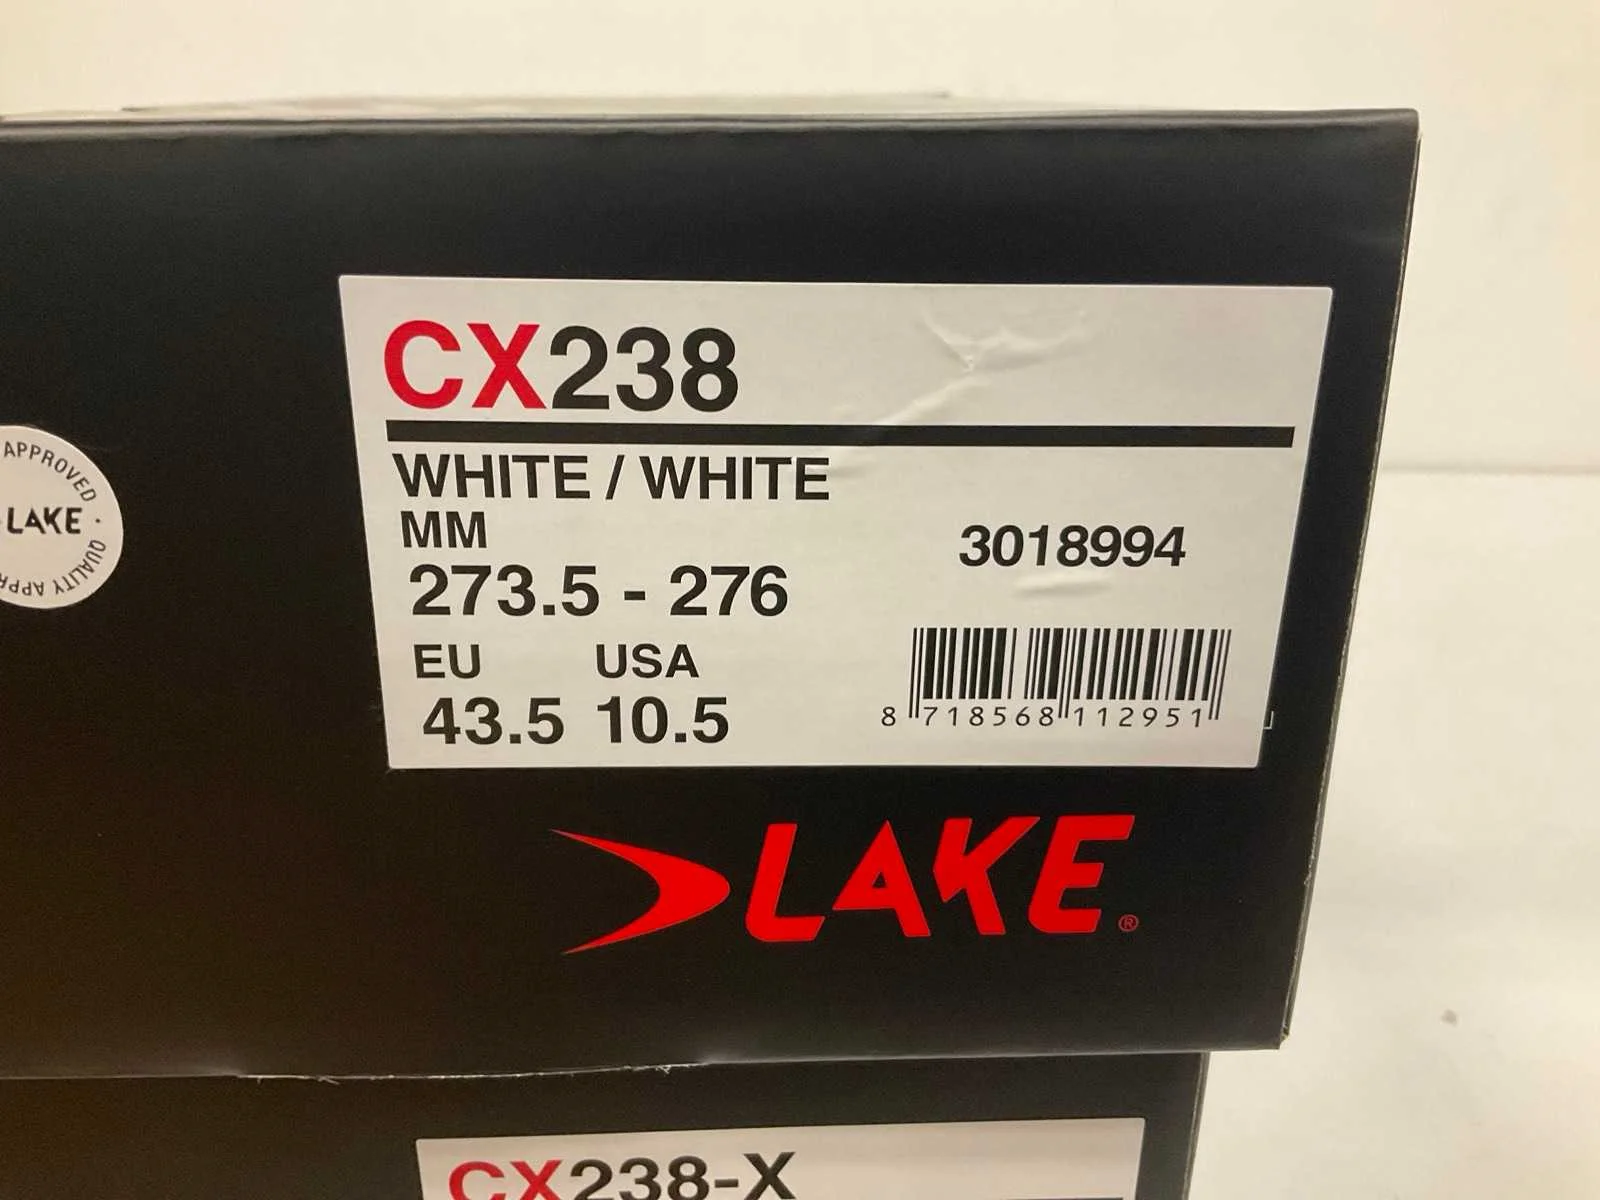 CX238
WHITE / WHITE
MM
3018994
273.5 - 276
EU USA
43.5 10.5
8 718568 112951
APPROVED · QUALITY
LAKE
LAKE®
CX238-X